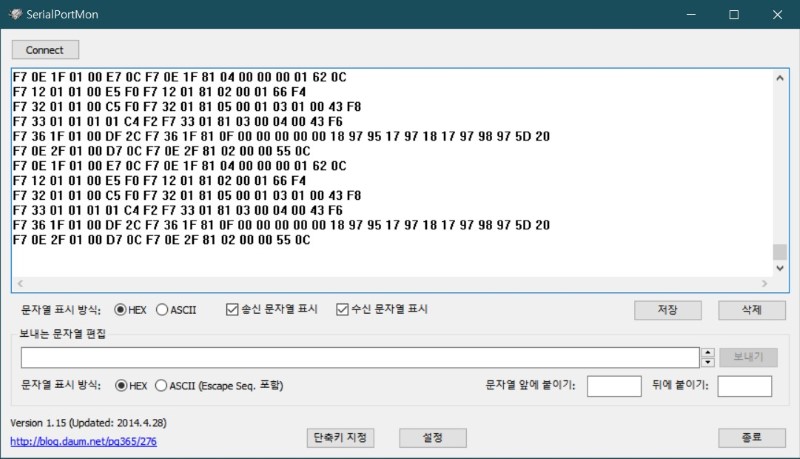 SerialPortMon
Connect
F7 0E 1F 01 00 E7 0C F7 0E 1F 81 04 00 00 00 01 62 0C
F7 12 01 01 00 E5 F0 F7 12 01 81 02 00 01 66 F4
F7 32 01 01 00 C5 F0 F7 32 01 81 05 00 01 03 01 00 43 F8
F7 33 01 01 01 01 C4 F2 F7 33 01 81 03 00 04 00 43 F6
F7 36 1F 01 00 DF 2C F7 36 1F 81 0F 00 00 00 00 00 18 97 95 17 97 18 17 97 98 97 5D 20
F7 0E 2F 01 00 D7 0C F7 0E 2F 81 02 00 00 55 0C
F7 0E 1F 01 00 E7 0C F7 0E 1F 81 04 00 00 00 01 62 0C
F7 12 01 01 00 E5 F0 F7 12 01 81 02 00 01 66 F4
F7 32 01 01 00 C5 F0 F7 32 01 81 05 00 01 03 01 00 43 F8
F7 33 01 01 01 01 C4 F2 F7 33 01 81 03 00 04 00 43 F6
F7 36 1F 01 00 DF 2C F7 36 1F 81 0F 00 00 00 00 00 18 97 95 17 97 18 17 97 98 97 5D 20
F7 0E 2F 01 00 D7 0C F7 0E 2F 81 02 00 00 55 0C
문자열 표시 방식: HEX ASCII 송신 문자열 표시 수신 문자열 표시 저장 삭제
보내는 문자열 편집
보내기
문자열 표시 방식: HEX ASCII (Escape Seq. 포함) 문자열 앞에 붙이기: 뒤에 붙이기:
Version 1.15 (Updated: 2014.4.28)
http://blog.daum.net/pg365/276
단축키 지정 설정 종료